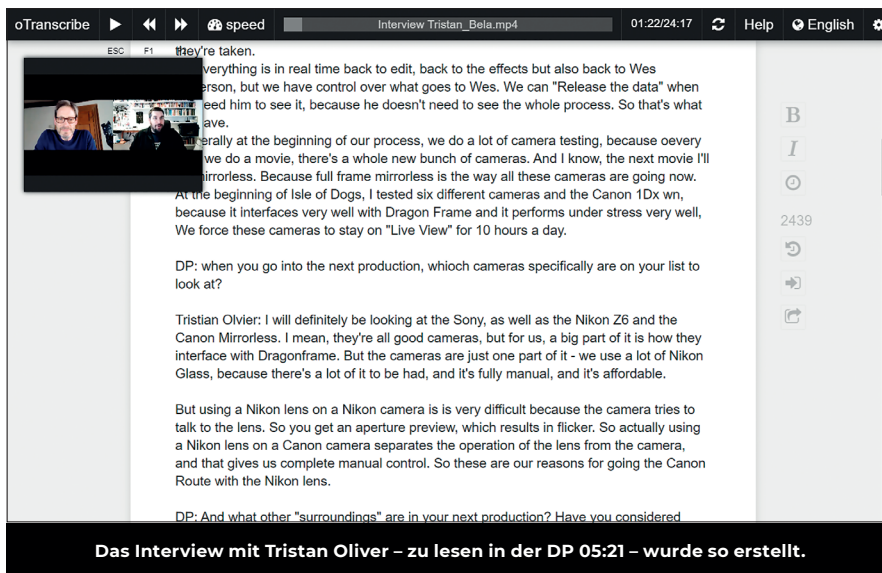 oTranscribe speed Interview Tristan_Bela.mp4 01:22/24:17 Help English
ESC F1 they're taken.
verything is in real time back to edit, back to the effects but also back to Wes
erson, but we have control over what goes to Wes. We can "Release the data" when
eed him to see it, because he doesn't need to see the whole process. So that's what
ave.
erally at the beginning of our process, we do a lot of camera testing, because oevery
we do a movie, there's a whole new bunch of cameras. And I know, the next movie I'll
mirrorless. Because full frame mirrorless is the way all these cameras are going now.
At the beginning of Isle of Dogs, I tested six different cameras and the Canon 1Dx wn,
because it interfaces very well with Dragon Frame and it performs under stress very well,
We force these cameras to stay on "Live View" for 10 hours a day.
DP: when you go into the next production, whioch cameras specifically are on your list to
look at?
Tristian Olvier: I will definitely be looking at the Sony, as well as the Nikon Z6 and the
Canon Mirrorless. I mean, they're all good cameras, but for us, a big part of it is how they
interface with Dragonframe. But the cameras are just one part of it - we use a lot of Nikon
Glass, because there's a lot of it to be had, and it's fully manual, and it's affordable.
But using a Nikon lens on a Nikon camera is is very difficult because the camera tries to
talk to the lens. So you get an aperture preview, which results in flicker. So actually using
a Nikon lens on a Canon camera separates the operation of the lens from the camera,
and that gives us complete manual control. So these are our reasons for going the Canon
Route with the Nikon lens.
DP: And what other "surroundings" are in your next production? Have you considered
B
I
2439
Das Interview mit Tristan Oliver – zu lesen in der DP 05:21 – wurde so erstellt.